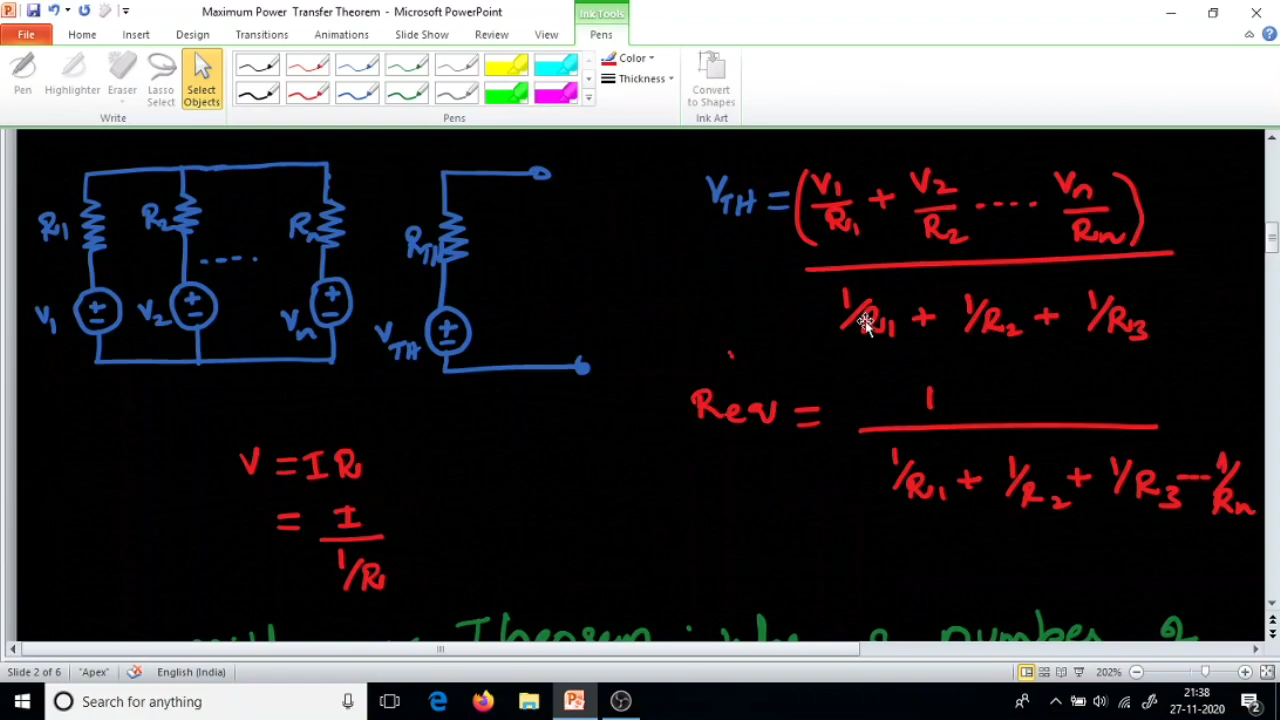 Maximum Power Transfer Theorem - Microsoft PowerPoint
Ink Tools
File Home Insert Design Transitions Animations Slide Show Review View Pens
Pen Highlighter Eraser Lasso Select Select Objects
Color
Thickness
Convert to Shapes
Write Pens Ink Art
R1 R2 Rn RTH
V1 V2 .... Vn VTH
VTH = (V1/R1 + V2/R2 ..... Vn/Rn)
1/R1 + 1/R2 + 1/R3
Req = 1
1/R1 + 1/R2 + 1/R3 --- 1/Rn
V = IR
= I
1/R
Theorem number
Slide 2 of 6 "Apex" English (India) 202%
Search for anything
21:38
27-11-2020
2